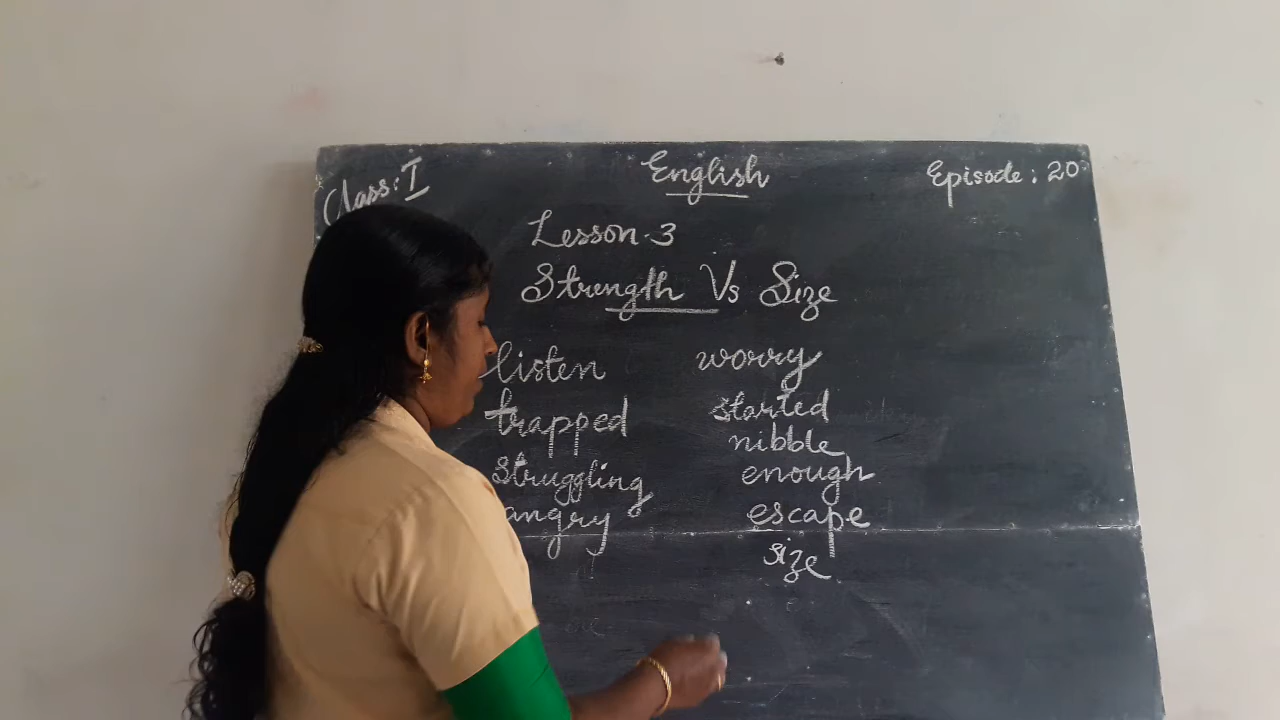 Class: I English Episode: 20
Lesson-3
Strength Vs Size
listen worry
trapped started
nibble
struggling enough
angry escape
size